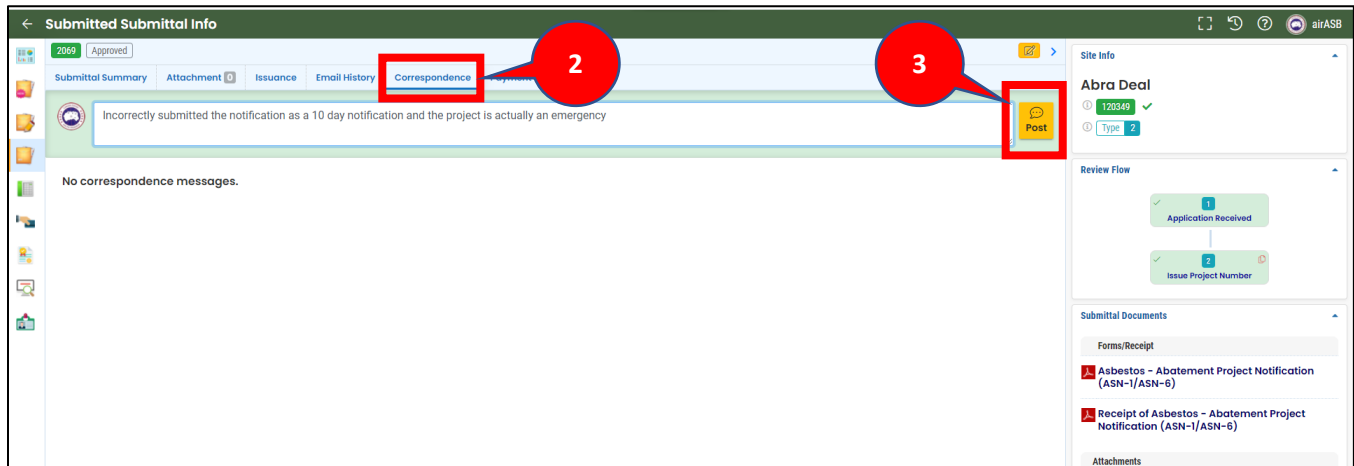 Submitted Submittal Info
airASB
2069 Approved
Submittal Summary Attachment 0 Issuance Email History Correspondence
2
3
Incorrectly submitted the notification as a 10 day notification and the project is actually an emergency
Post
No correspondence messages.
Site Info
Abra Deal
120349
Type 2
Review Flow
1
Application Received
2
Issue Project Number
Submittal Documents
Forms/Receipt
Asbestos - Abatement Project Notification
(ASN-1/ASN-6)
Receipt of Asbestos - Abatement Project
Notification (ASN-1/ASN-6)
Attachments